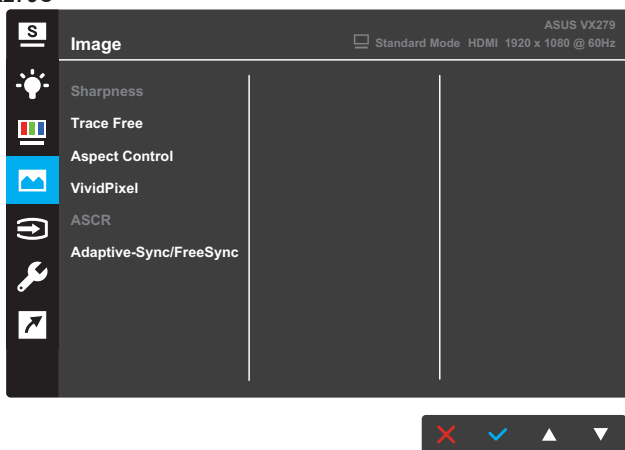 S
ASUS VX279
Image
Standard Mode HDMI 1920 x 1080 @ 60Hz
Sharpness
Trace Free
Aspect Control
VividPixel
ASCR
Adaptive-Sync/FreeSync